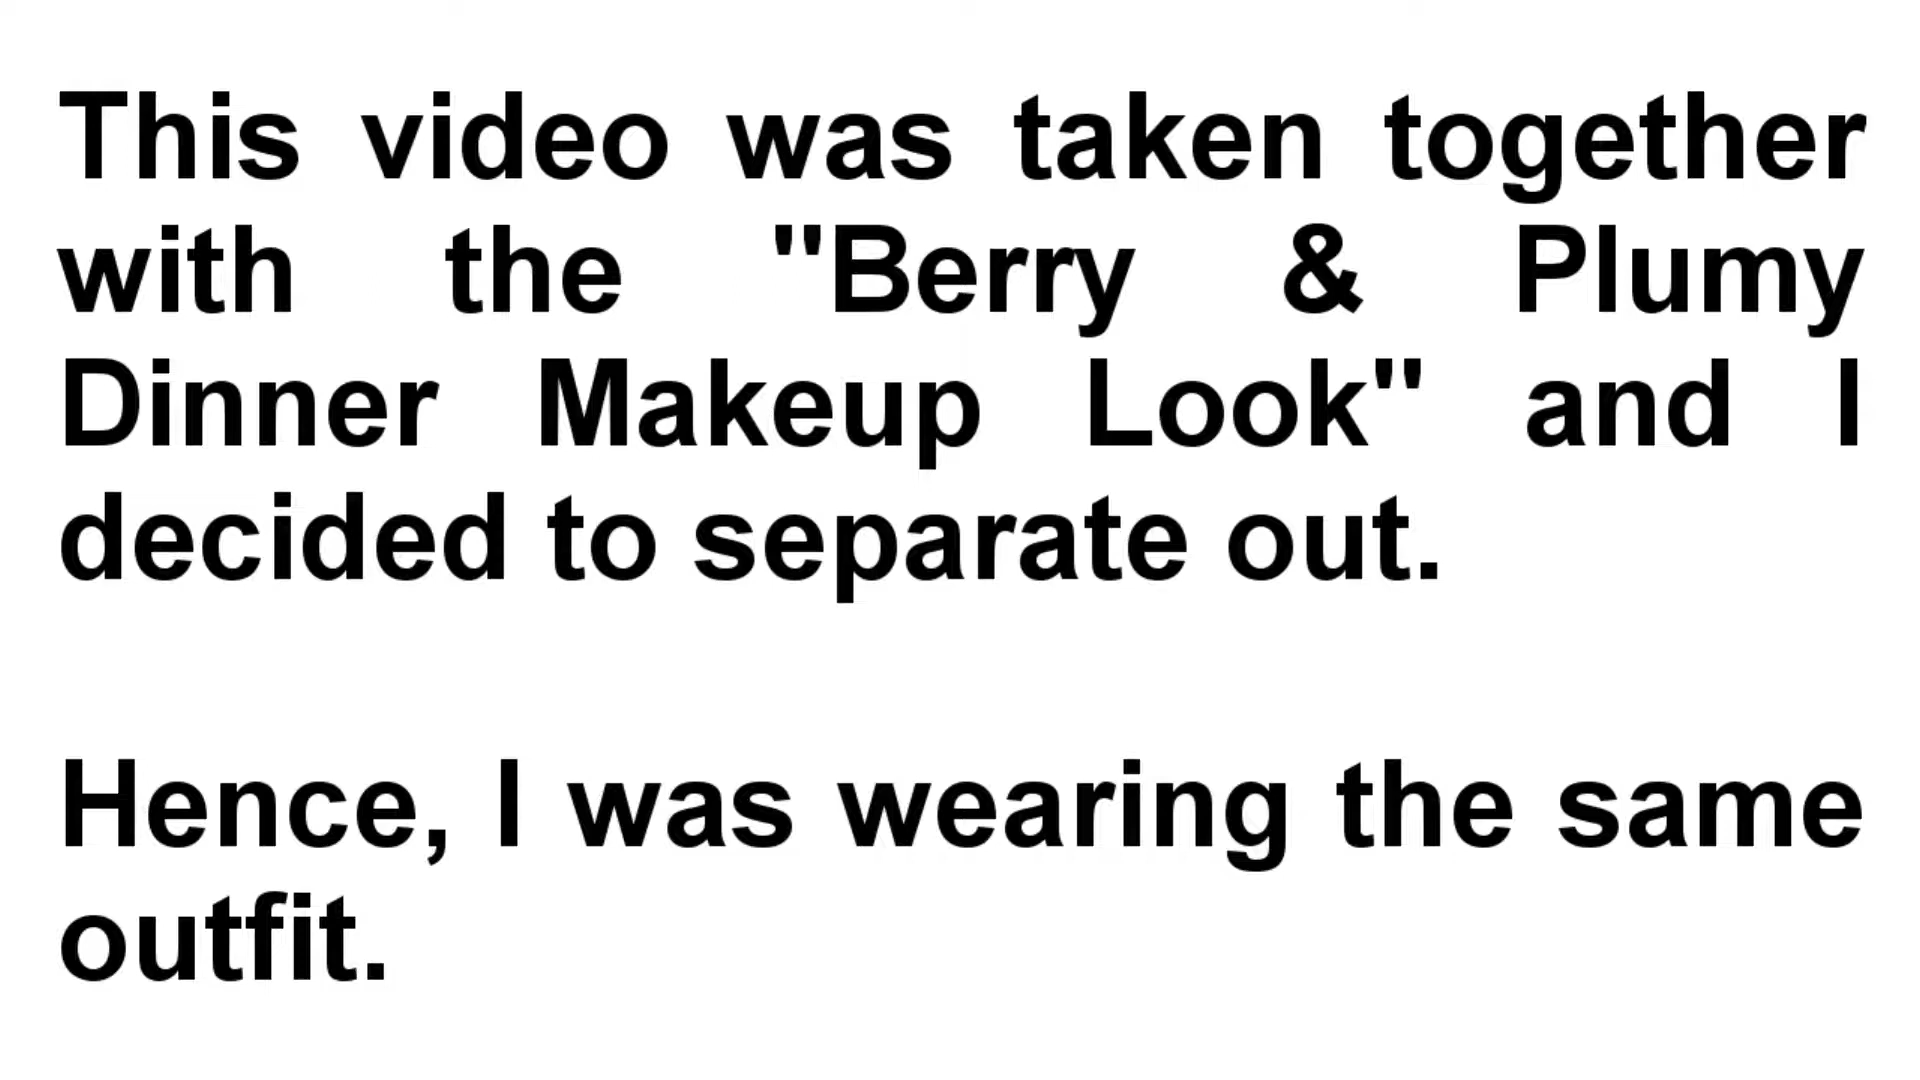 This video was taken together
with the "Berry & Plumy
Dinner Makeup Look" and I
decided to separate out.
Hence, I was wearing the same
outfit.